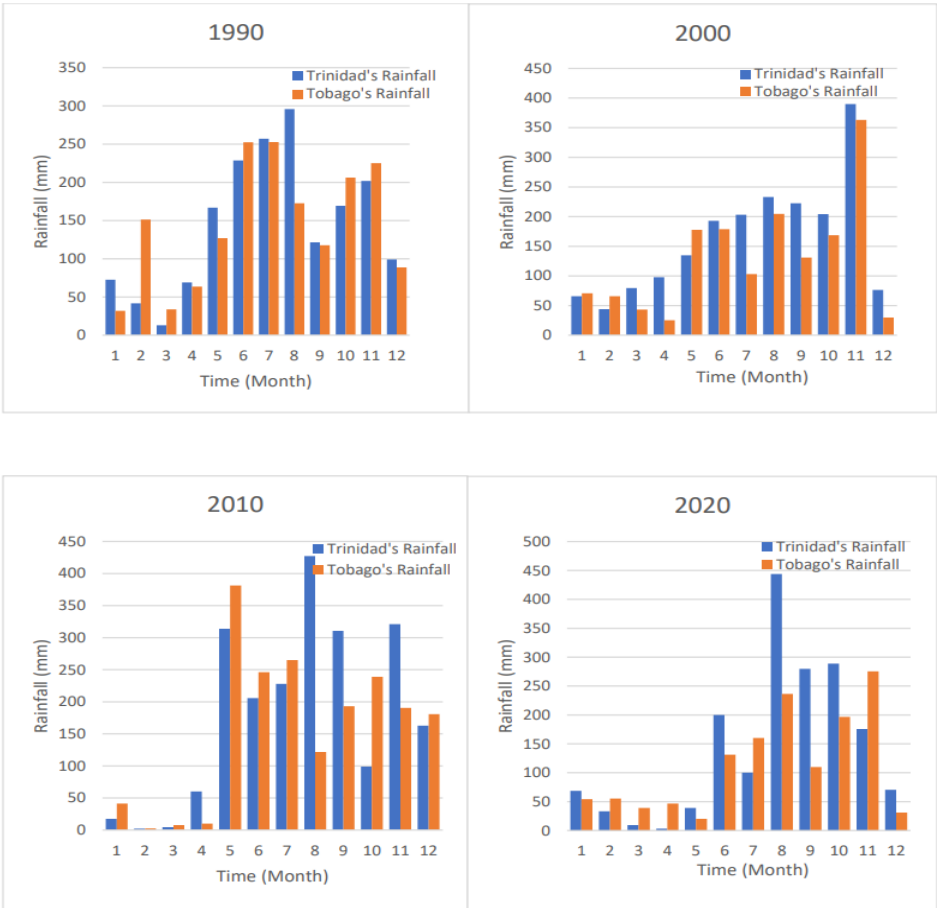 1990
Trinidad's Rainfall
Tobago's Rainfall
350
300
250
200
150
100
50
0
Rainfall (mm)
1 2 3 4 5 6 7 8 9 10 11 12
Time (Month)
2000
Trinidad's Rainfall
Tobago's Rainfall
450
400
350
300
250
200
150
100
50
0
Rainfall (mm)
1 2 3 4 5 6 7 8 9 10 11 12
Time (Month)
2010
Trinidad's Rainfall
Tobago's Rainfall
450
400
350
300
250
200
150
100
50
0
Rainfall (mm)
1 2 3 4 5 6 7 8 9 10 11 12
Time (Month)
2020
Trinidad's Rainfall
Tobago's Rainfall
500
450
400
350
300
250
200
150
100
50
0
Rainfall (mm)
1 2 3 4 5 6 7 8 9 10 11 12
Time (Month)